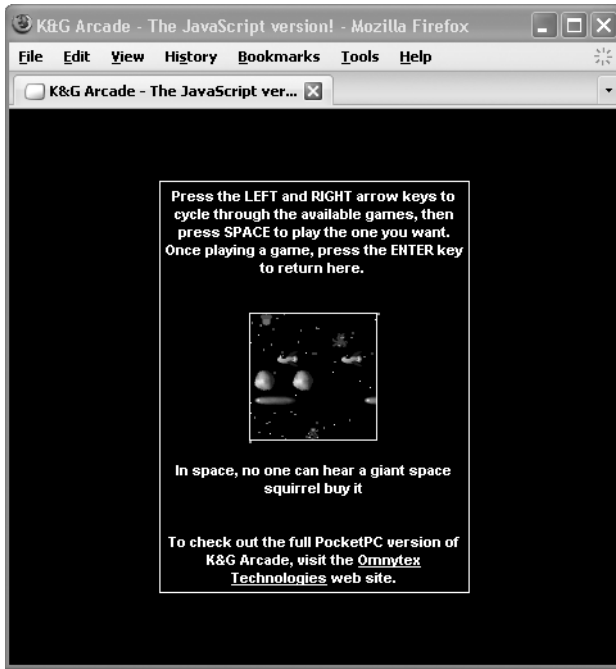 K&G Arcade - The JavaScript version! - Mozilla Firefox
File Edit View History Bookmarks Tools Help
K&G Arcade - The JavaScript ver...
Press the LEFT and RIGHT arrow keys to
cycle through the available games, then
press SPACE to play the one you want.
Once playing a game, press the ENTER key
to return here.
In space, no one can hear a giant space
squirrel buy it
To check out the full PocketPC version of
K&G Arcade, visit the Omnytex
Technologies web site.